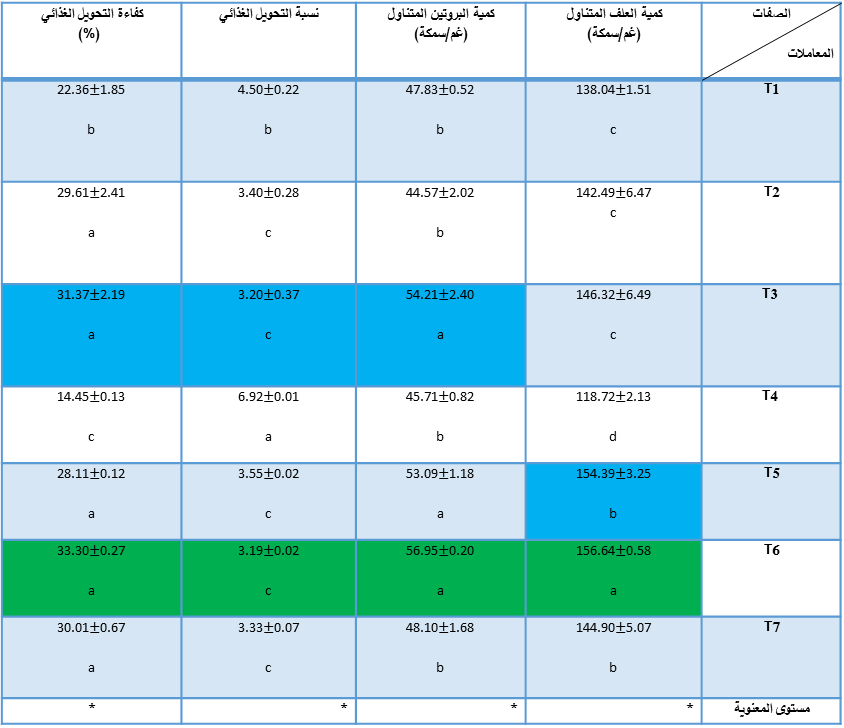 الصفات
المعاملات
كمية العلف المتناول
(غم/سمكة)
كمية البروتين المتناول
(غم/سمكة)
نسبة التحويل الغذائي
كفاءة التحويل الغذائي
(%)
T1
138.04±1.51
c
47.83±0.52
b
4.50±0.22
b
22.36±1.85
b
T2
142.49±6.47
c
44.57±2.02
b
3.40±0.28
c
29.61±2.41
a
T3
146.32±6.49
c
54.21±2.40
a
3.20±0.37
c
31.37±2.19
a
T4
118.72±2.13
d
45.71±0.82
b
6.92±0.01
a
14.45±0.13
c
T5
154.39±3.25
b
53.09±1.18
a
3.55±0.02
c
28.11±0.12
a
T6
156.64±0.58
a
56.95±0.20
a
3.19±0.02
c
33.30±0.27
a
T7
144.90±5.07
b
48.10±1.68
b
3.33±0.07
c
30.01±0.67
a
مستوى المعنوية
*
*
*
*